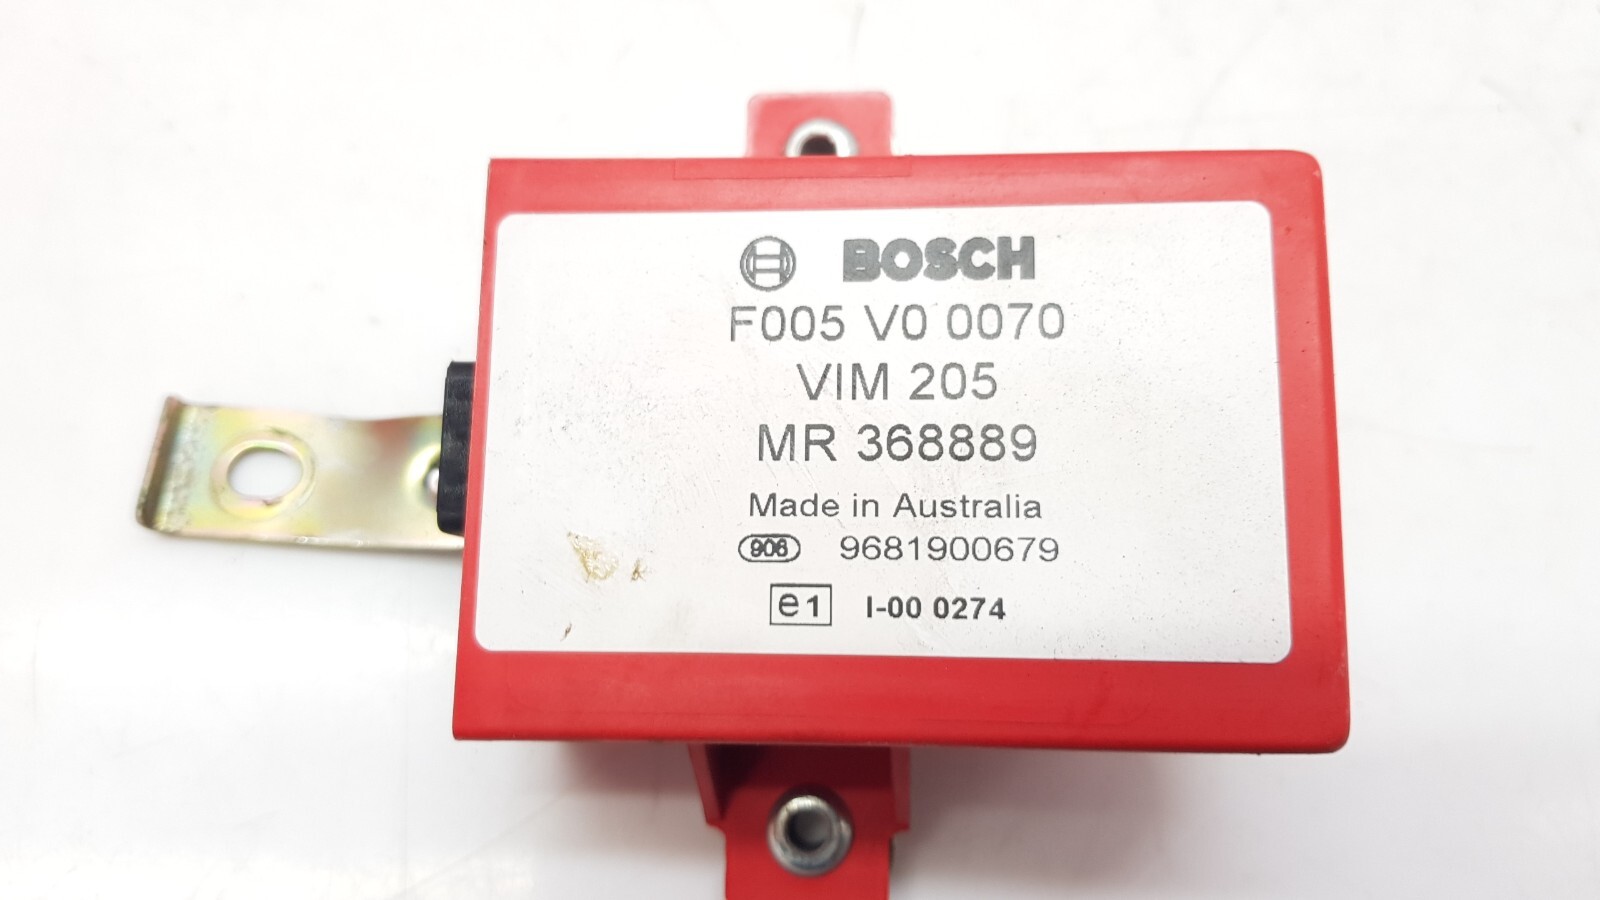 BOSCH
F005 V0 0070
VIM 205
MR 368889
Made in Australia
906 9681900679
e1 I-00 0274